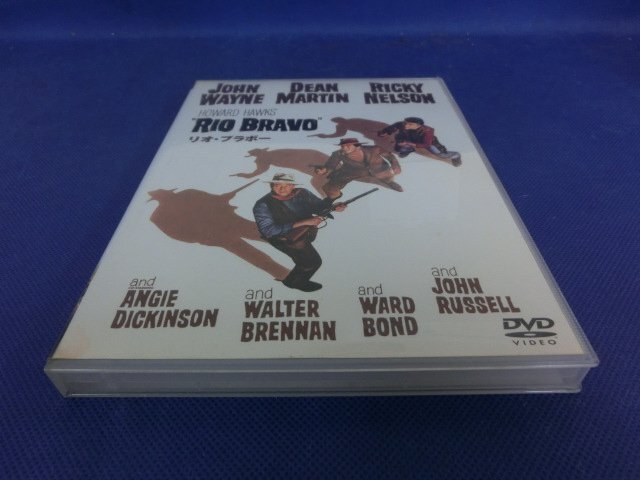 JOHN WAYNE
DEAN MARTIN
RICKY NELSON
HOWARD HAWKS'
"RIO BRAVO"
リオ・ブラボー
and
ANGIE
DICKINSON
and
WALTER
BRENNAN
and
WARD
BOND
and
JOHN
RUSSELL
DVD
VIDEO